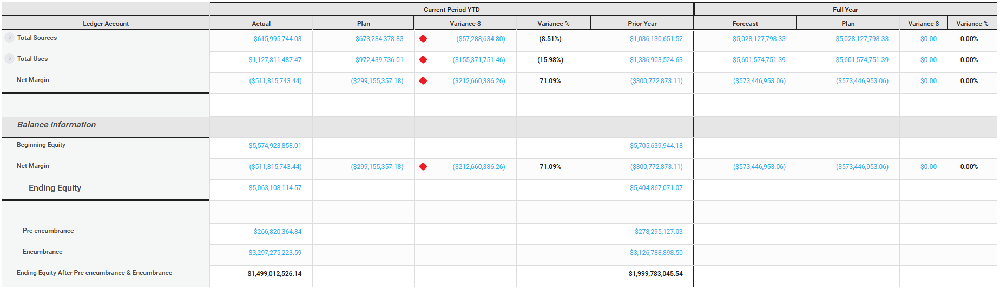 Current Period YTD Full Year
Ledger Account Actual Plan Variance $ Variance % Prior Year Forecast Plan Variance $ Variance %
Total Sources $615,995,744.03 $673,284,378.83 ($57,288,634.80) (8.51%) $1,036,130,651.52 $5,028,127,798.33 $5,028,127,798.33 $0.00 0.00%
Total Uses $1,127,811,487.47 $972,439,736.01 ($155,371,751.46) (15.98%) $1,336,903,524.63 $5,601,574,751.39 $5,601,574,751.39 $0.00 0.00%
Net Margin ($511,815,743.44) ($299,155,357.18) ($212,660,386.26) 71.09% ($300,772,873.11) ($573,446,953.06) ($573,446,953.06) $0.00 0.00%
Balance Information
Beginning Equity $5,574,923,858.01 $5,705,639,944.18
Net Margin ($511,815,743.44) ($299,155,357.18) ($212,660,386.26) 71.09% ($300,772,873.11) ($573,446,953.06) ($573,446,953.06) $0.00 0.00%
Ending Equity $5,063,108,114.57 $5,404,867,071.07
Pre encumbrance $266,820,364.84 $278,295,127.03
Encumbrance $3,297,275,223.59 $3,126,788,898.50
Ending Equity After Pre encumbrance & Encumbrance $1,499,012,526.14 $1,999,783,045.54